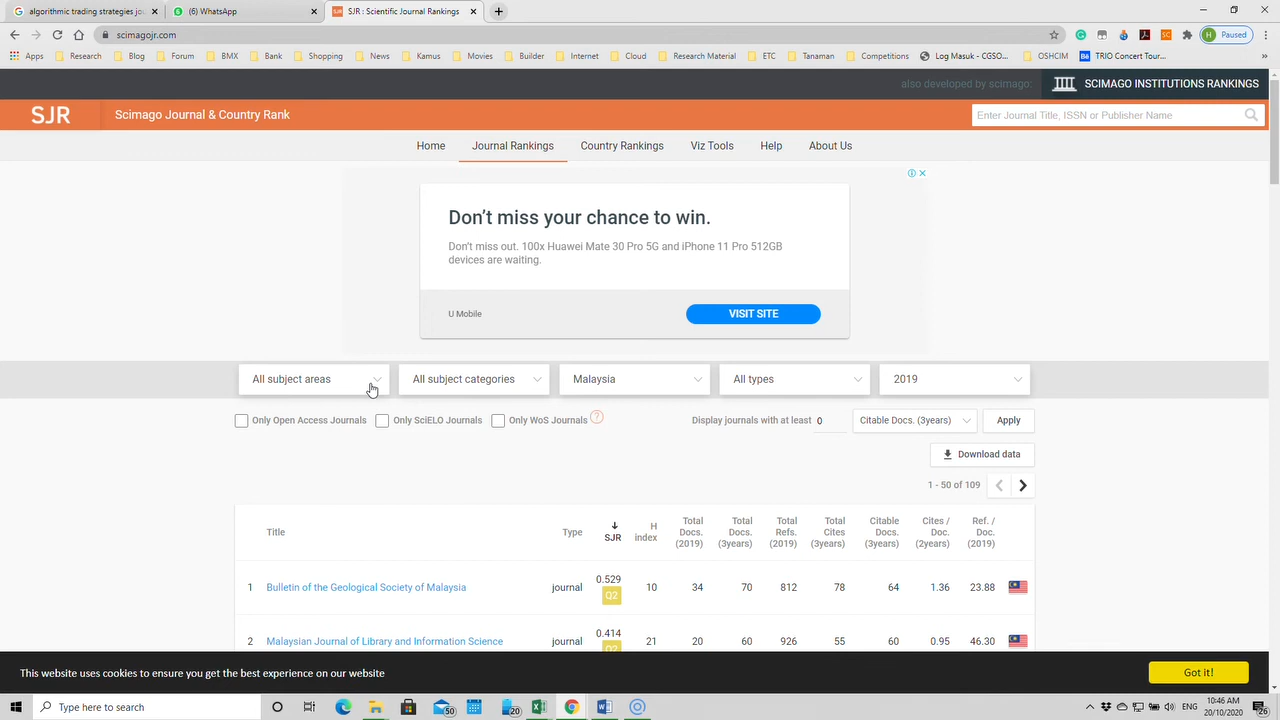 algorithmic trading strategies jou
(6) WhatsApp
SJR : Scientific Journal Rankings
scimagojr.com
H Paused
Apps Research Blog BMX Forum Bank Shopping News Kamus Movies Builder Internet Cloud Research Material ETC Tanaman Competitions Log Masuk - CGSO... OSHCIM TRIO Concert Tour...
also developed by scimago:
SCIMAGO INSTITUTIONS RANKINGS
SJR
Scimago Journal & Country Rank
Enter Journal Title, ISSN or Publisher Name
Home Journal Rankings Country Rankings Viz Tools Help About Us
Don't miss your chance to win.
Don't miss out. 100x Huawei Mate 30 Pro 5G and iPhone 11 Pro 512GB
devices are waiting.
U Mobile
VISIT SITE
All subject areas All subject categories Malaysia All types 2019
Only Open Access Journals Only SciELO Journals Only WoS Journals ? Display journals with at least 0 Citable Docs. (3years) Apply
Download data
1 - 50 of 109
Title Type SJR H index Total Docs. (2019) Total Docs. (3years) Total Refs. (2019) Total Cites (3years) Citable Docs. (3years) Cites / Doc. (2years) Ref. / Doc. (2019)
1 Bulletin of the Geological Society of Malaysia journal 0.529 Q2 10 34 70 812 78 64 1.36 23.88
2 Malaysian Journal of Library and Information Science journal 0.414 Q2 21 20 60 926 55 60 0.95 46.30
This website uses cookies to ensure you get the best experience on our website
Got it!
Type here to search
50
20
ENG
10:46 AM
20/10/2020
26